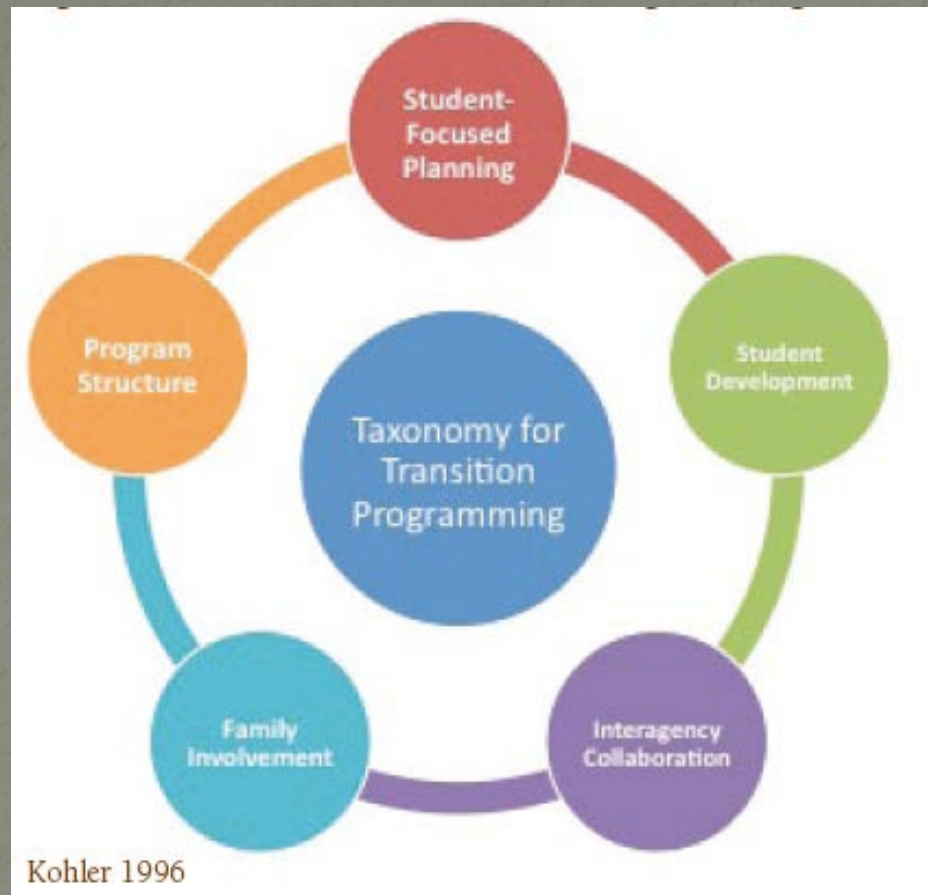 Student-
Focused
Planning
Student
Development
Interagency
Collaboration
Family
Involvement
Program
Structure
Taxonomy for
Transition
Programming
Kohler 1996